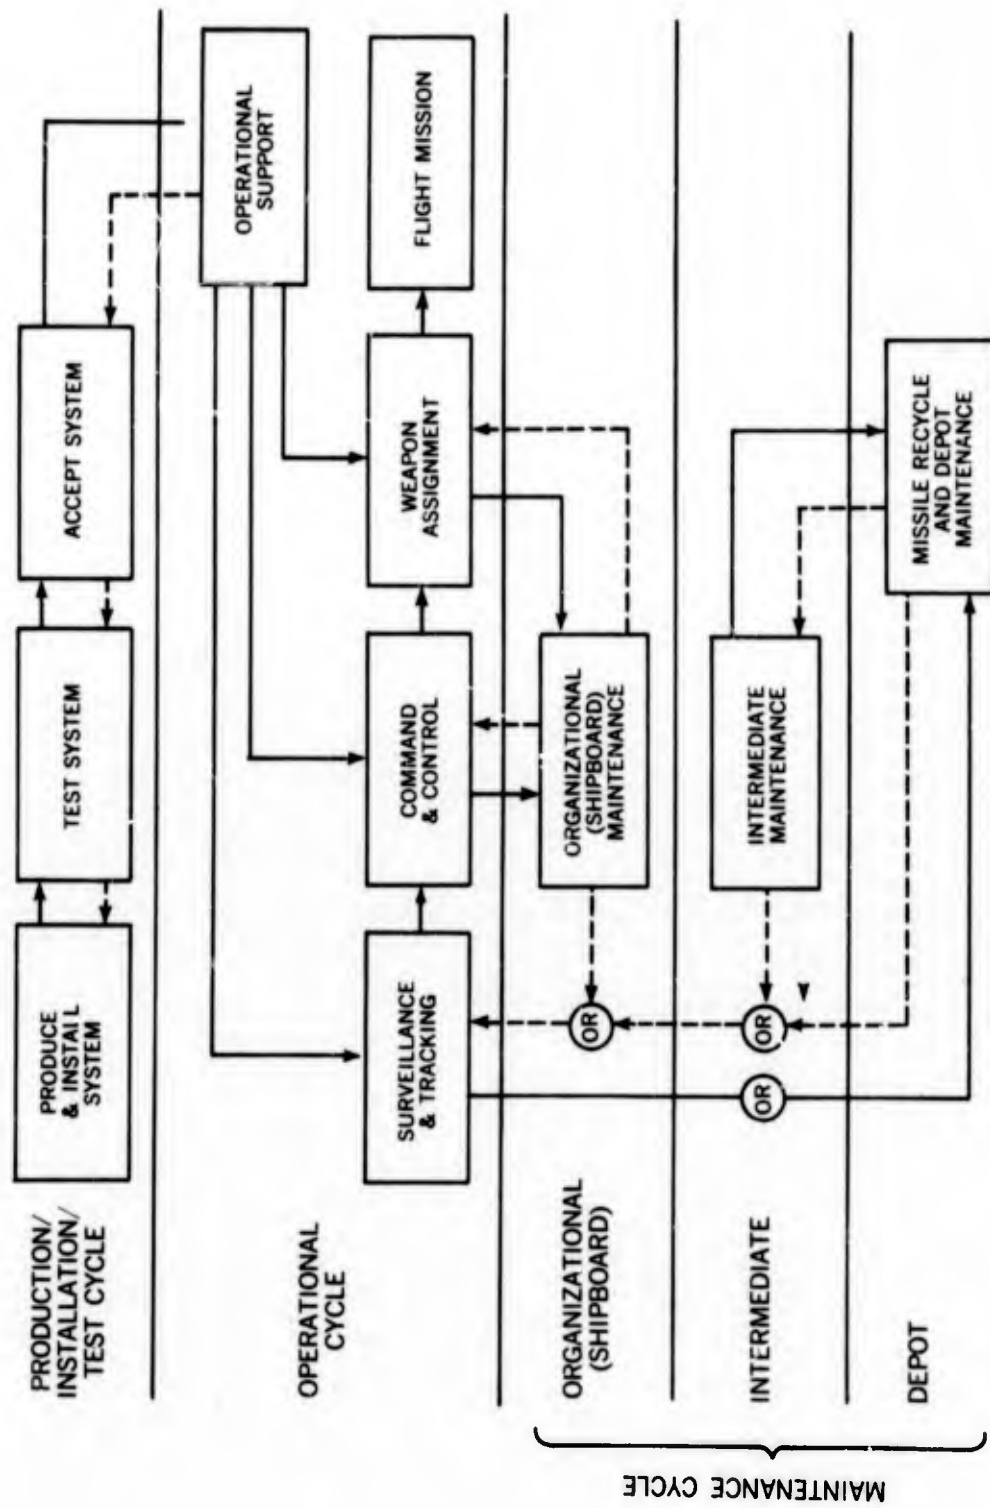 PRODUCTION/
INSTALLATION/
TEST CYCLE
PRODUCE
& INSTALL
SYSTEM
TEST SYSTEM
ACCEPT SYSTEM
OPERATIONAL
CYCLE
OPERATIONAL
SUPPORT
SURVEILLANCE
& TRACKING
COMMAND
& CONTROL
WEAPON
ASSIGNMENT
FLIGHT MISSION
ORGANIZATIONAL
(SHIPBOARD)
OR
ORGANIZATIONAL
(SHIPBOARD)
MAINTENANCE
INTERMEDIATE
OR
OR
INTERMEDIATE
MAINTENANCE
DEPOT
MISSILE RECYCLE
AND DEPOT
MAINTENANCE
MAINTENANCE CYCLE